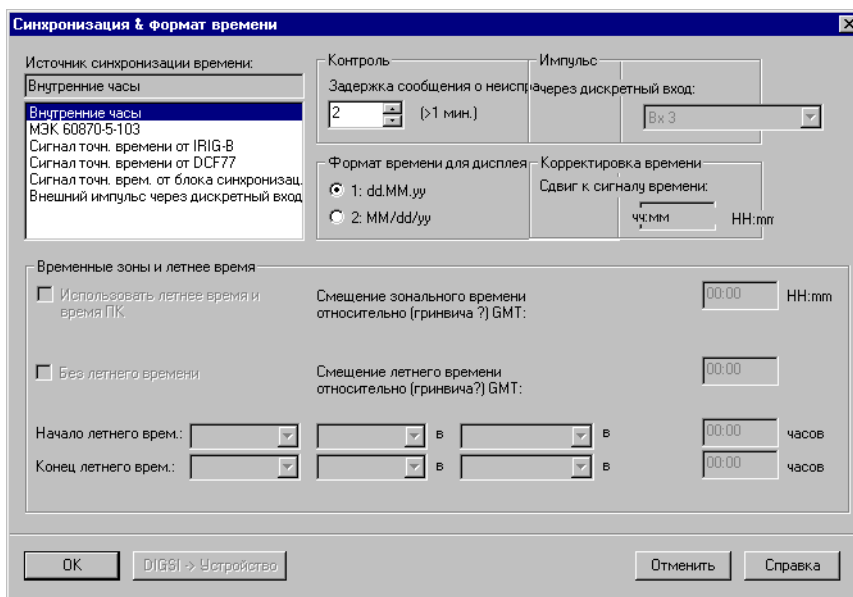 Синхронизация & формат времени
Источник синхронизации времени:
Внутренние часы
Внутренние часы
МЭК 60870-5-103
Сигнал точн. времени от IRIG-B
Сигнал точн. времени от DCF77
Сигнал точн. врем. от блока синхронизац.
Внешний импульс через дискретный вход
Контроль
Задержка сообщения о неиспра
2 (>1 мин.)
Импульс
через дискретный вход:
Вх 3
Формат времени для дисплея
1: dd.MM.yy
2: MM/dd/yy
Корректировка времени
Сдвиг к сигналу времени:
чч:мм HH:mm
Временные зоны и летнее время
Использовать летнее время и
время ПК
Смещение зонального времени
относительно (гринвича ?) GMT:
00:00 HH:mm
Без летнего времени
Смещение летнего времени
относительно (гринвича?) GMT:
00:00
Начало летнего врем.: в в 00:00 часов
Конец летнего врем.: в в 00:00 часов
OK DIGSI -> Устройство Отменить Справка